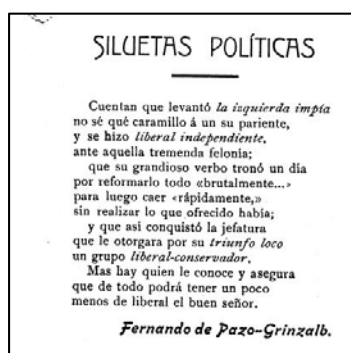 SILUETAS POLÍTICAS
Cuentan que levantó la izquierda impía
no sé qué caramillo á un su pariente,
y se hizo liberal independiente,
ante aquella tremenda felonía;
que su grandioso verbo tronó un día
por reformarlo todo «brutalmente...»
para luego caer «rápidamente,»
sin realizar lo que ofrecido había;
y que así conquistó la jefatura
que le otorgara por su triunfo loco
un grupo liberal-conservador.
Mas hay quien le conoce y asegura
que de todo podrá tener un poco
menos de liberal el buen señor.
Fernando de Pazo-Grinzalb.